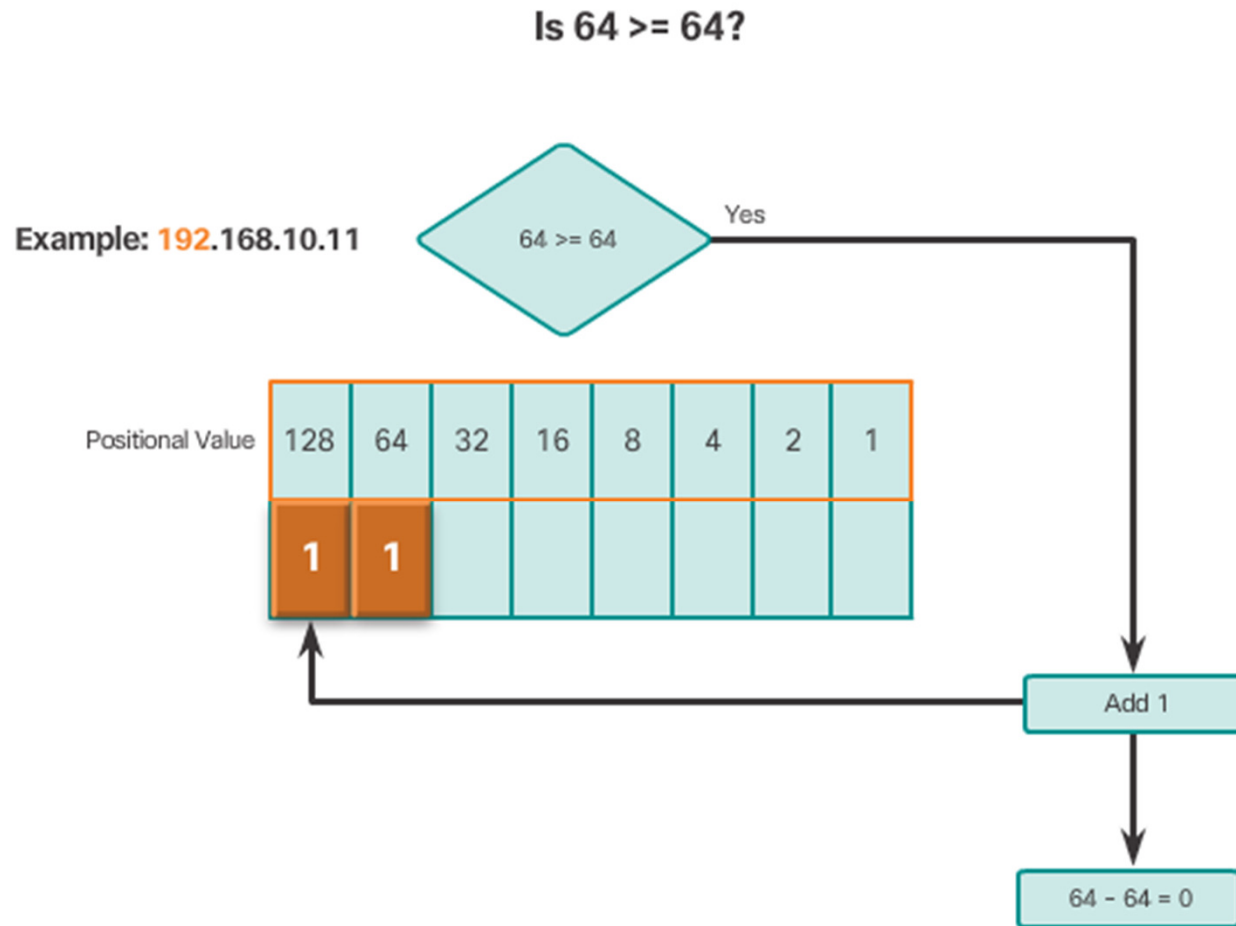 Is 64 >= 64?
Example: 192.168.10.11
64 >= 64
Yes
Positional Value
128 64 32 16 8 4 2 1
1 1
Add 1
64 - 64 = 0